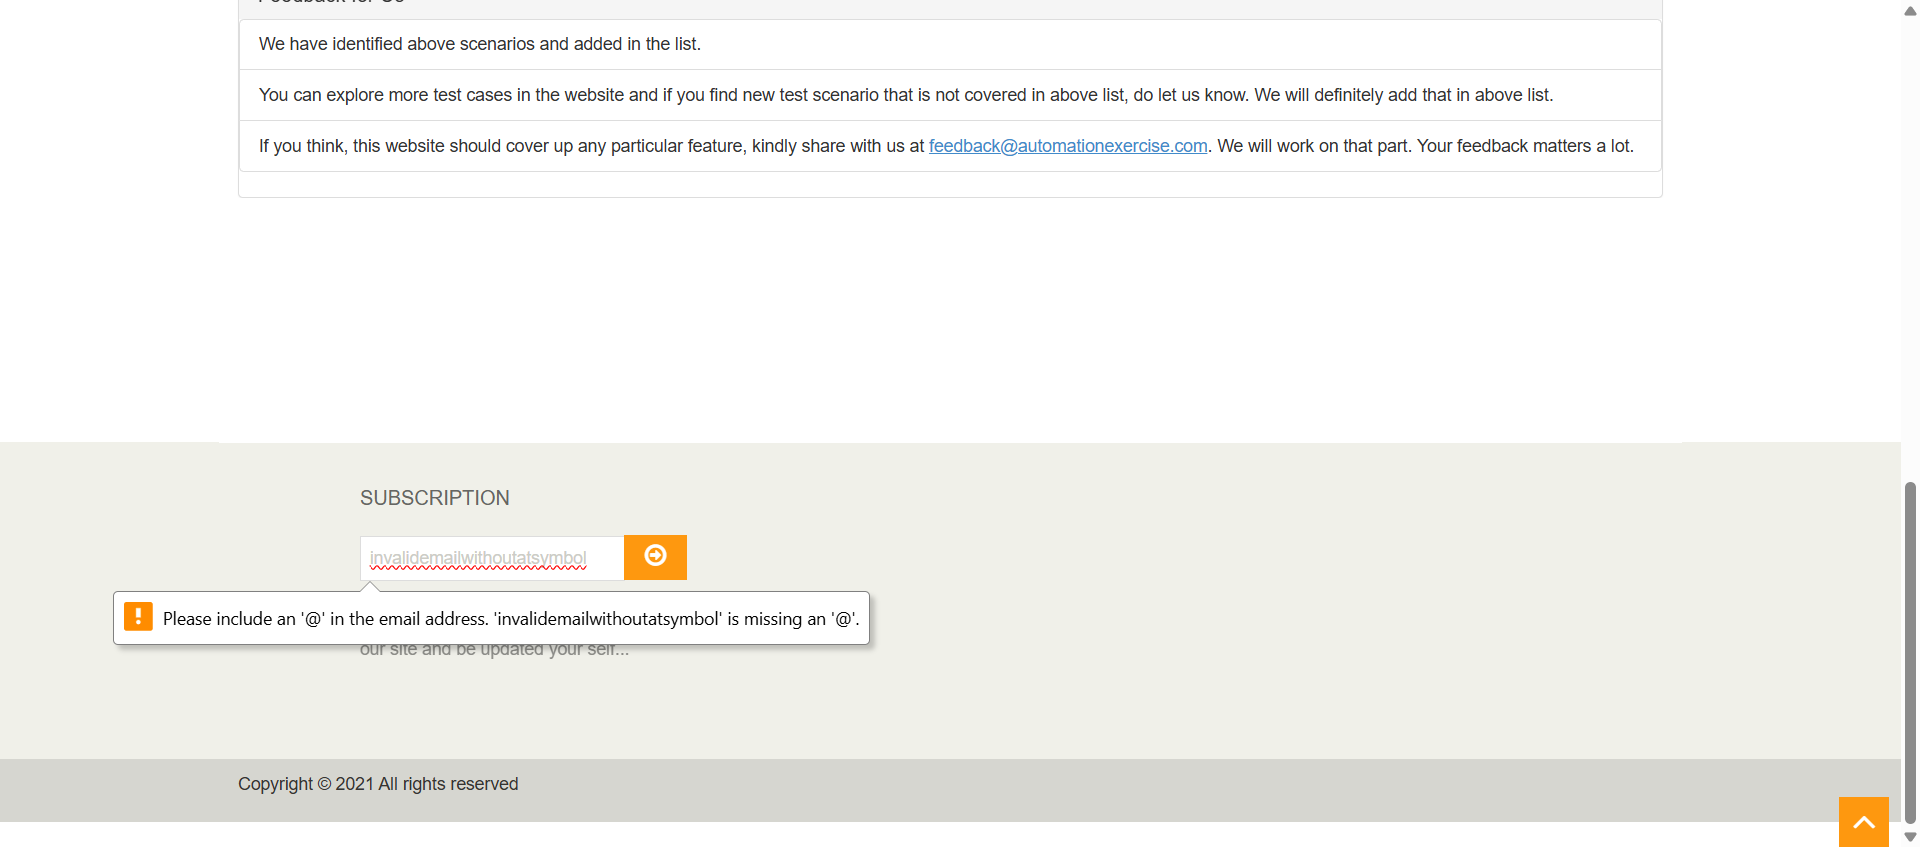 We have identified above scenarios and added in the list.
You can explore more test cases in the website and if you find new test scenario that is not covered in above list, do let us know. We will definitely add that in above list.
If you think, this website should cover up any particular feature, kindly share with us at feedback@automationexercise.com. We will work on that part. Your feedback matters a lot.
SUBSCRIPTION
invalidemailwithoutatsymbol
Please include an '@' in the email address. 'invalidemailwithoutatsymbol' is missing an '@'.
our site and be updated your self...
Copyright © 2021 All rights reserved